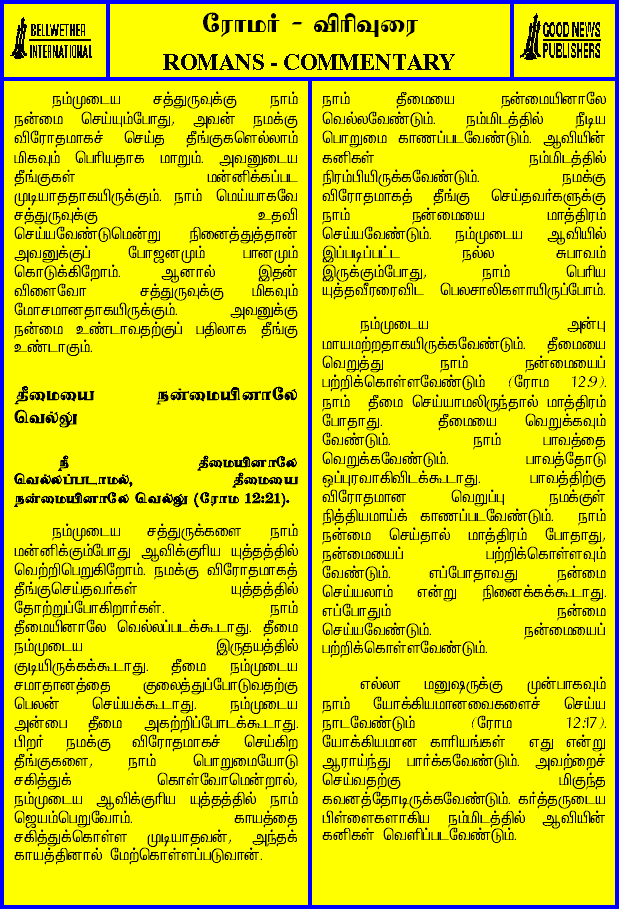 BELLWETHER
INTERNATIONAL
ரோமர் - விரிவுரை
ROMANS - COMMENTARY
GOOD NEWS
PUBLISHERS
நம்முடைய சத்துருவுக்கு நாம்
நன்மை செய்யும்போது, அவன் நமக்கு
விரோதமாகச் செய்த தீங்குகளெல்லாம்
மிகவும் பெரியதாக மாறும். அவனுடைய
தீங்குகள் மன்னிக்கப்பட
முடியாததாகயிருக்கும். நாம் மெய்யாகவே
சத்துருவுக்கு உதவி
செய்யவேண்டுமென்று நினைத்துத்தான்
அவனுக்குப் போஜனமும் பானமும்
கொடுக்கிறோம். ஆனால் இதன்
விளைவோ சத்துருவுக்கு மிகவும்
மோசமானதாகயிருக்கும். அவனுக்கு
நன்மை உண்டாவதற்குப் பதிலாக தீங்கு
உண்டாகும்.
தீமையை நன்மையினாலே
வெல்லு
நீ தீமையினாலே
வெல்லப்படாமல், தீமையை
நன்மையினாலே வெல்லு (ரோம 12:21).
நம்முடைய சத்துருக்களை நாம்
மன்னிக்கும்போது ஆவிக்குரிய யுத்தத்தில்
வெற்றிபெறுகிறோம். நமக்கு விரோதமாகத்
தீங்குசெய்தவர்கள் யுத்தத்தில்
தோற்றுப்போகிறார்கள். நாம்
தீமையினாலே வெல்லப்படக்கூடாது. தீமை
நம்முடைய இருதயத்தில்
குடியிருக்கக்கூடாது. தீமை நம்முடைய
சமாதானத்தை குலைத்துப்போடுவதற்கு
பெலன் செய்யக்கூடாது. நம்முடைய
அன்பை தீமை அகற்றிப்போடக்கூடாது.
பிறர் நமக்கு விரோதமாகச் செய்கிற
தீங்குகளை, நாம் பொறுமையோடு
சகித்துக் கொள்வோமென்றால்,
நம்முடைய ஆவிக்குரிய யுத்தத்தில் நாம்
ஜெயம்பெறுவோம். காயத்தை
சகித்துக்கொள்ள முடியாதவன், அந்தக்
காயத்தினால் மேற்கொள்ளப்படுவான்.
நாம் தீமையை நன்மையினாலே
வெல்லவேண்டும். நம்மிடத்தில் நீடிய
பொறுமை காணப்படவேண்டும். ஆவியின்
கனிகள் நம்மிடத்தில்
நிரம்பியிருக்கவேண்டும். நமக்கு
விரோதமாகத் தீங்கு செய்தவர்களுக்கு
நாம் நன்மையை மாத்திரம்
செய்யவேண்டும். நம்முடைய ஆவியில்
இப்படிப்பட்ட நல்ல சுபாவம்
இருக்கும்போது, நாம் பெரிய
யுத்தவீரரைவிட பெலசாலிகளாயிருப்போம்.
நம்முடைய அன்பு
மாயமற்றதாகயிருக்கவேண்டும். தீமையை
வெறுத்து நாம் நன்மையைப்
பற்றிக்கொள்ளவேண்டும் (ரோம 12:9).
நாம் தீமை செய்யாமலிருந்தால் மாத்திரம்
போதாது. தீமையை வெறுக்கவும்
வேண்டும். நாம் பாவத்தை
வெறுக்கவேண்டும். பாவத்தோடு
ஒப்புரவாகிவிடக்கூடாது. பாவத்திற்கு
விரோதமான வெறுப்பு நமக்குள்
நித்தியமாய்க் காணப்படவேண்டும். நாம்
நன்மை செய்தால் மாத்திரம் போதாது,
நன்மையைப் பற்றிக்கொள்ளவும்
வேண்டும். எப்போதாவது நன்மை
செய்யலாம் என்று நினைக்கக்கூடாது.
எப்போதும் நன்மை
செய்யவேண்டும். நன்மையைப்
பற்றிக்கொள்ளவேண்டும்.
எல்லா மனுஷருக்கு முன்பாகவும்
நாம் யோக்கியமானவைகளைச் செய்ய
நாடவேண்டும் (ரோம 12:17).
யோக்கியமான காரியங்கள் எது என்று
ஆராய்ந்து பார்க்கவேண்டும். அவற்றைச்
செய்வதற்கு மிகுந்த
கவனத்தோடிருக்கவேண்டும். கர்த்தருடைய
பிள்ளைகளாகிய நம்மிடத்தில் ஆவியின்
கனிகள் வெளிப்படவேண்டும்.